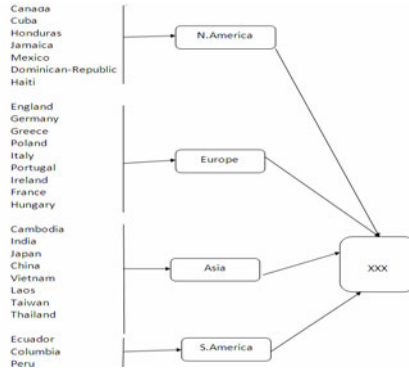 Canada
Cuba
Honduras
Jamaica
Mexico
Dominican-Republic
Haiti
N.America
England
Germany
Greece
Poland
Italy
Portugal
Ireland
France
Hungary
Europe
Cambodia
India
Japan
China
Vietnam
Laos
Taiwan
Thailand
Asia
XXX
Ecuador
Columbia
Peru
S.America